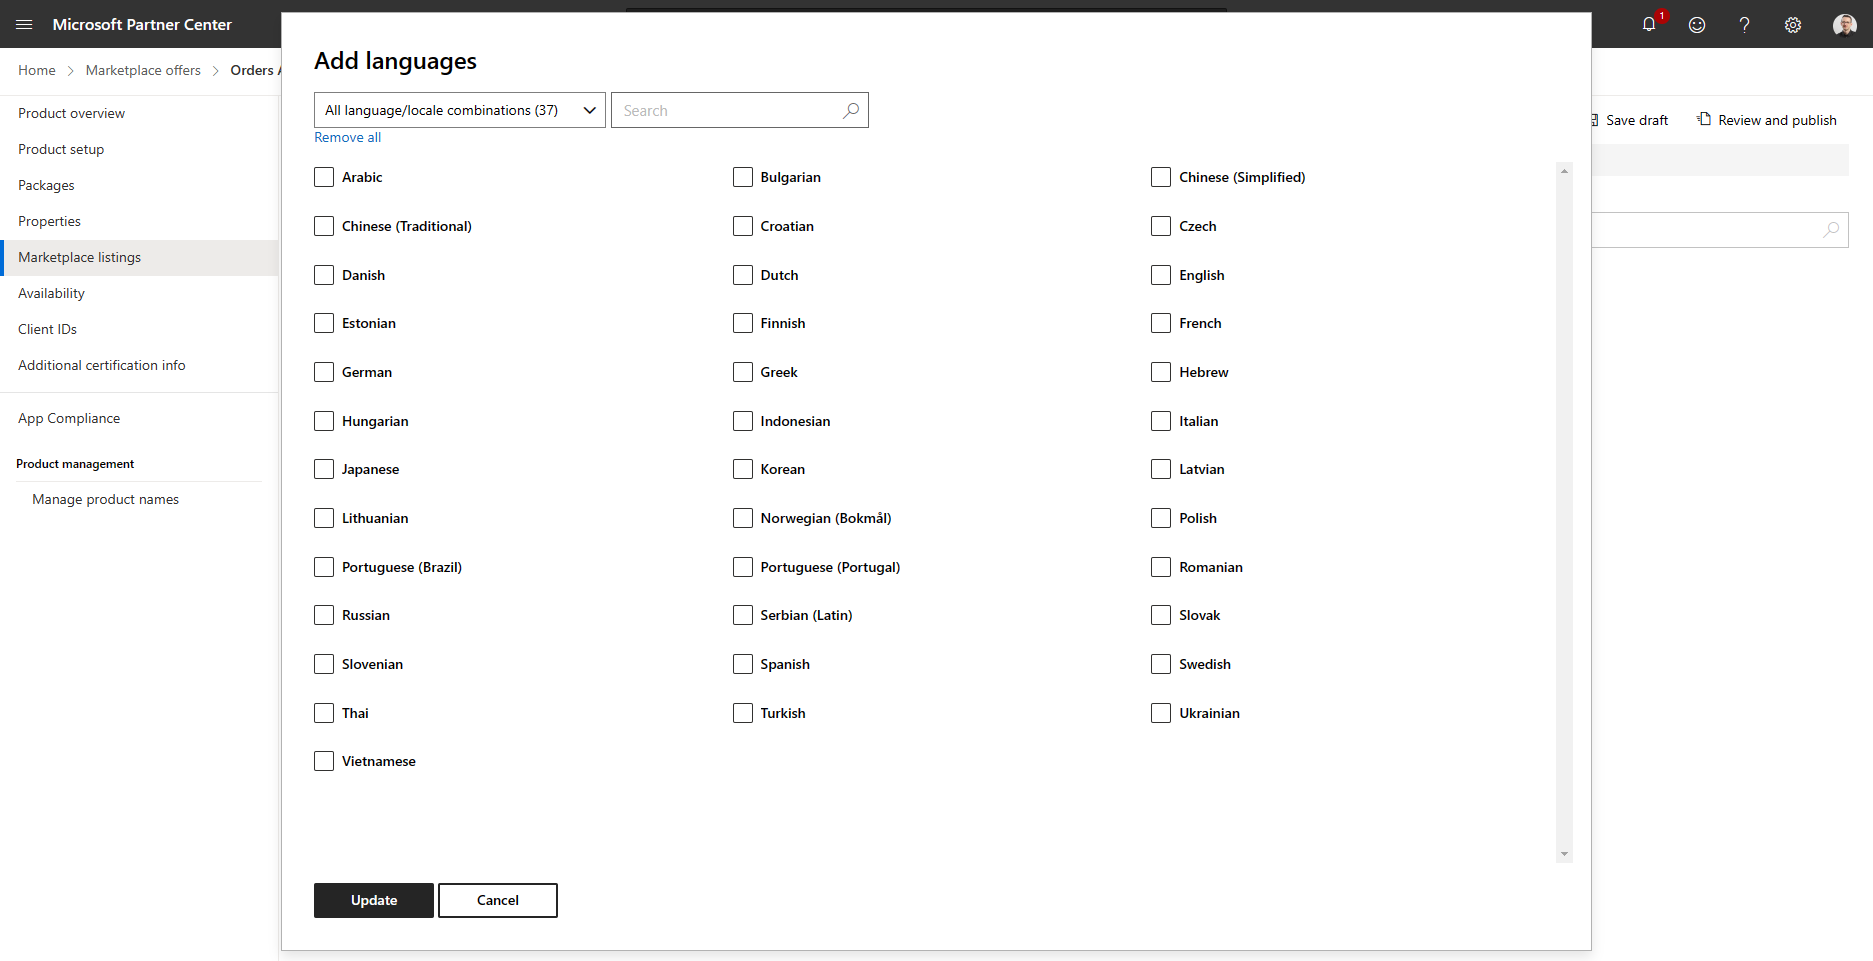 Microsoft Partner Center
1
Home
Marketplace offers
Orders
Product overview
Product setup
Packages
Properties
Marketplace listings
Availability
Client IDs
Additional certification info
App Compliance
Product management
Manage product names
Add languages
All language/locale combinations (37)
Search
Remove all
Arabic
Bulgarian
Chinese (Simplified)
Chinese (Traditional)
Croatian
Czech
Danish
Dutch
English
Estonian
Finnish
French
German
Greek
Hebrew
Hungarian
Indonesian
Italian
Japanese
Korean
Latvian
Lithuanian
Norwegian (Bokmål)
Polish
Portuguese (Brazil)
Portuguese (Portugal)
Romanian
Russian
Serbian (Latin)
Slovak
Slovenian
Spanish
Swedish
Thai
Turkish
Ukrainian
Vietnamese
Update
Cancel
Save draft
Review and publish